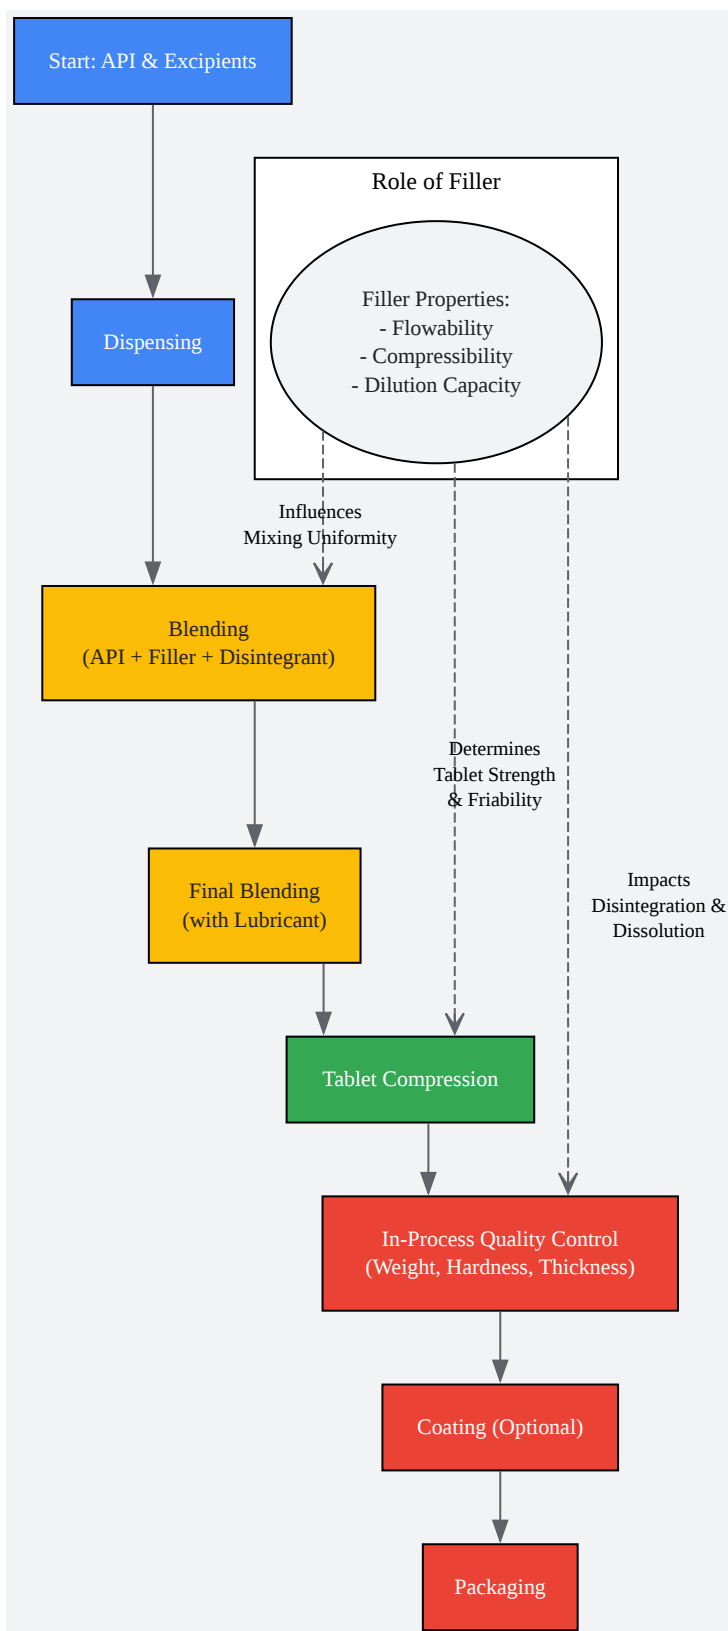 Start: API & Excipients
Role of Filler
Filler Properties:
- Flowability
- Compressibility
- Dilution Capacity
Dispensing
Influences
Mixing Uniformity
Blending
(API + Filler + Disintegrant)
Determines
Tablet Strength
& Friability
Final Blending
(with Lubricant)
Impacts
Disintegration &
Dissolution
Tablet Compression
In-Process Quality Control
(Weight, Hardness, Thickness)
Coating (Optional)
Packaging